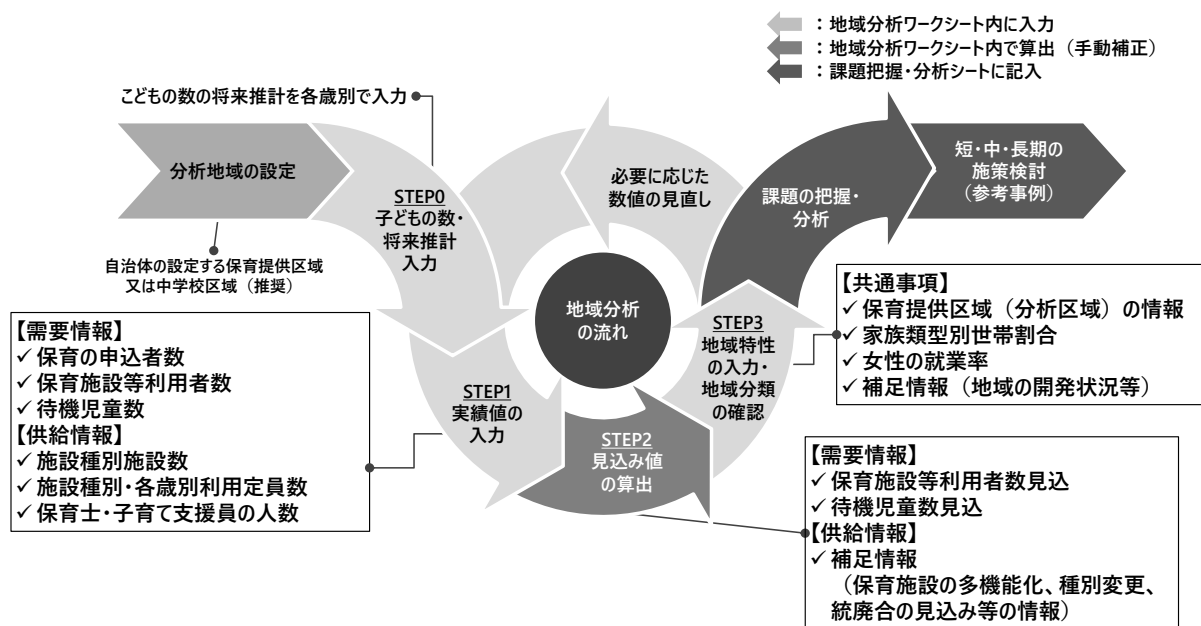 ：地域分析ワークシート内に入力
：地域分析ワークシート内で算出（手動補正）
：課題把握・分析シートに記入
こどもの数の将来推計を各歳別で入力
分析地域の設定
自治体の設定する保育提供区域
又は中学校区域（推奨）
STEP0
子どもの数・
将来推計
入力
必要に応じた
数値の見直し
課題の把握・
分析
短・中・長期の
施策検討
（参考事例）
地域分析
の流れ
【需要情報】
✓保育の申込者数
✓保育施設等利用者数
✓待機児童数
【供給情報】
✓施設種別施設数
✓施設種別・各歳別利用定員数
✓保育士・子育て支援員の人数
STEP1
実績値の
入力
STEP2
見込み値
の算出
STEP3
地域特性
の入力・
地域分類
の確認
【共通事項】
✓保育提供区域（分析区域）の情報
✓家族類型別世帯割合
✓女性の就業率
✓補足情報（地域の開発状況等）
【需要情報】
✓保育施設等利用者数見込
✓待機児童数見込
【供給情報】
✓補足情報
（保育施設の多機能化、種別変更、
統廃合の見込み等の情報）